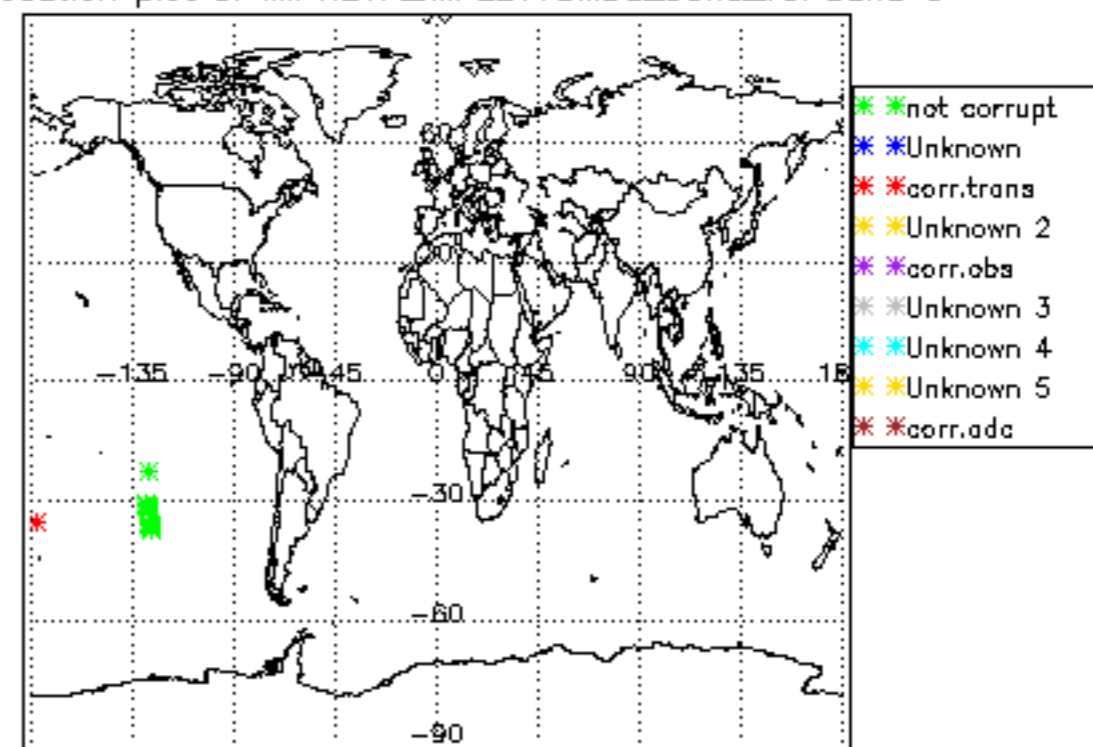 not corrupt
Unknown
corr.trans
Unknown 2
corr.obs
Unknown 3
Unknown 4
Unknown 5
corr.adc
60
-135 -90 45 0 45 90 135
-30
-60
-90